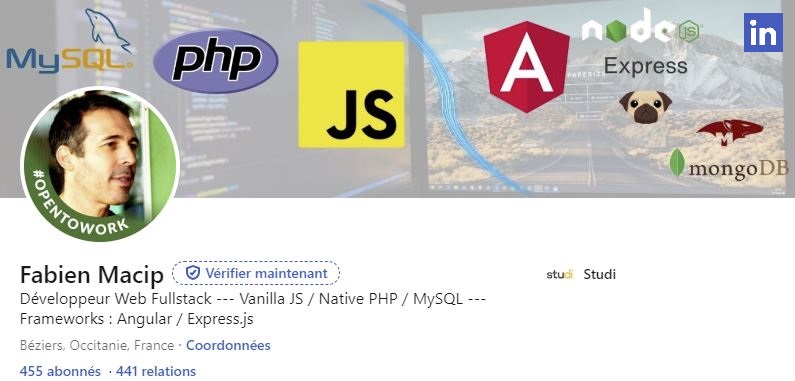 MySQL
php
JS
A
node
JS
Express
PAPERIZE
mongoDB
in
#OPENTOWORK
Fabien Macip
Vérifier maintenant
studi Studi
Développeur Web Fullstack --- Vanilla JS / Native PHP / MySQL ---
Frameworks : Angular / Express.js
Béziers, Occitanie, France · Coordonnées
455 abonnés · 441 relations